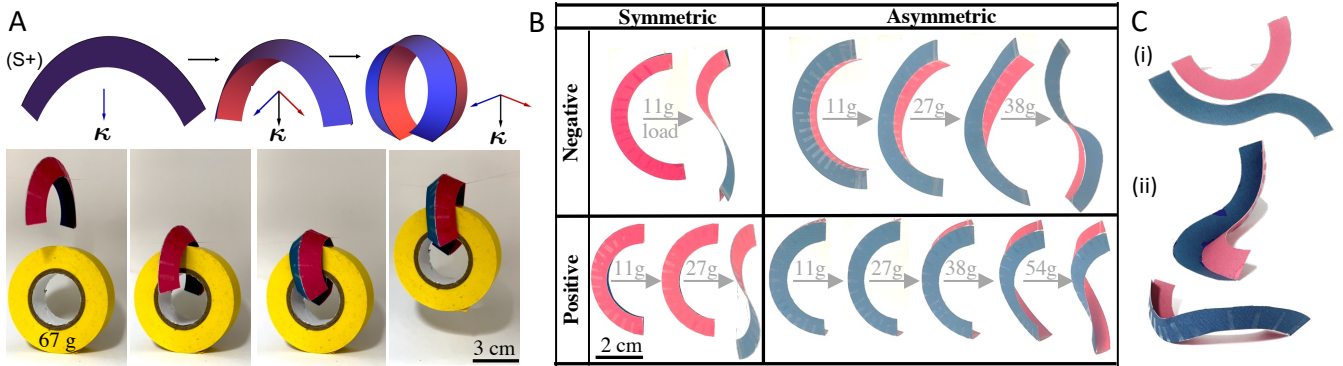 A
(S+)
κ
κ
κ
67 g
3 cm
B
Symmetric
Asymmetric
Negative
11g
load
11g
27g
38g
Positive
11g
27g
11g
27g
38g
54g
2 cm
C
(i)
(ii)